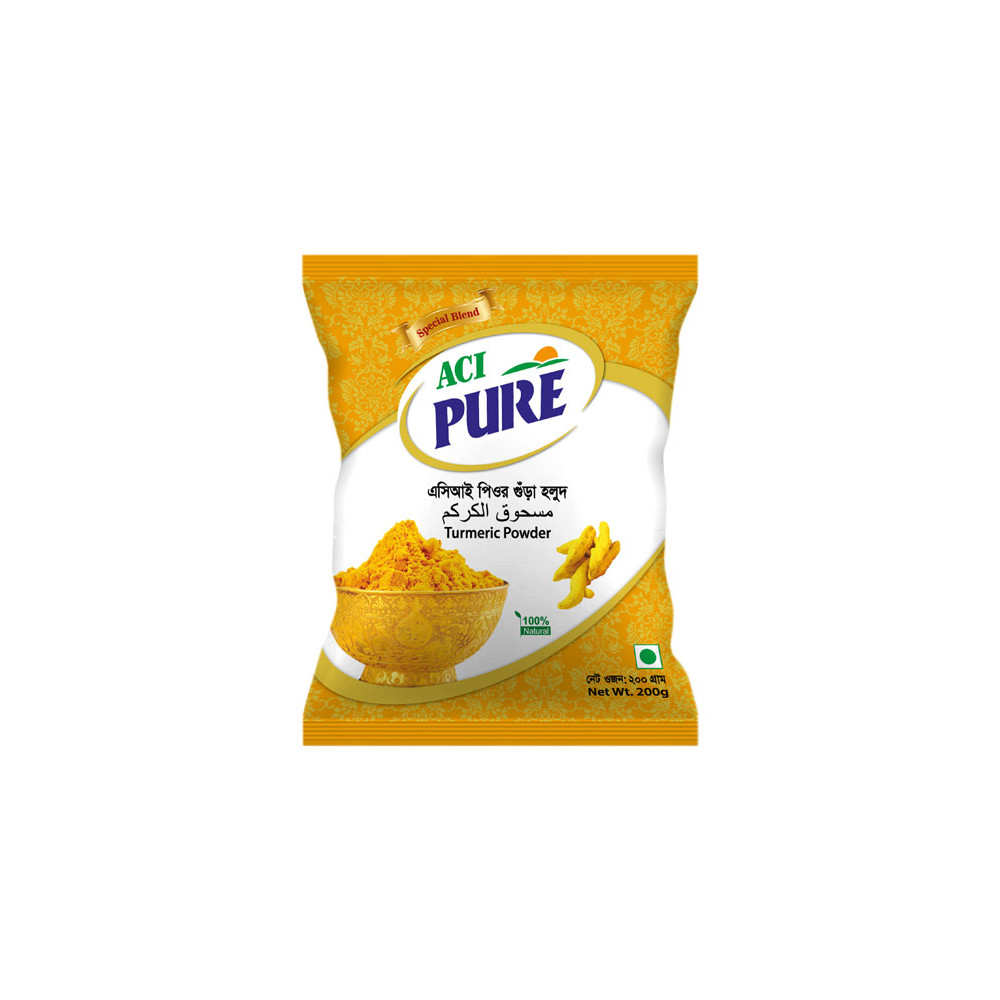 Special Blend
ACI
PURE
এসিআই পিওর গুঁড়া হলুদ
مسحوق الكركم
Turmeric Powder
100%
Natural
নেট ওজন: ২০০ গ্রাম
Net Wt. 200g